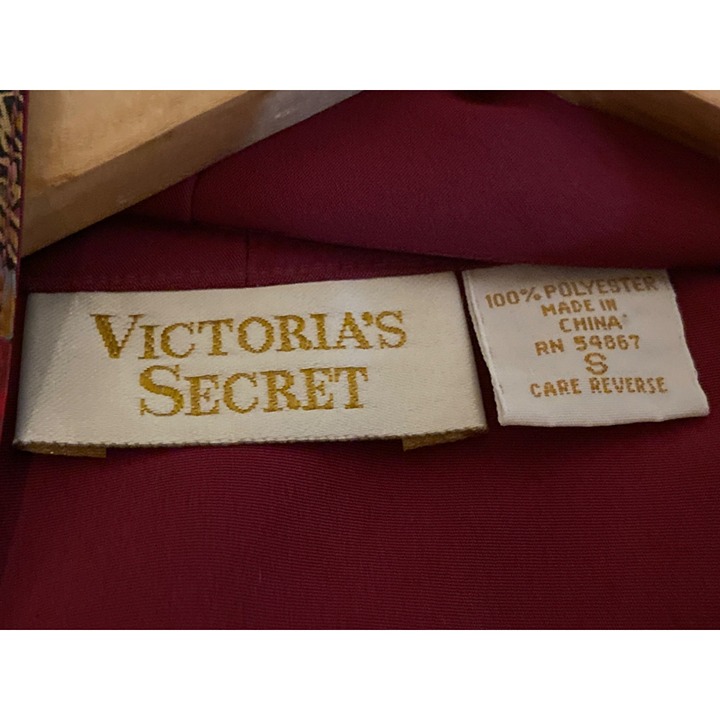 VICTORIA'S
SECRET
100% POLYESTER
MADE IN
CHINA
RN 54867
S
CARE REVERSE